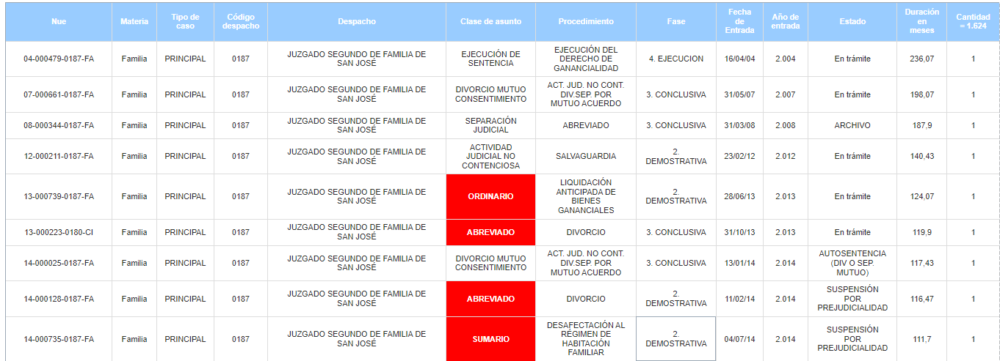 Nue Materia Tipo de caso Código despacho Despacho Clase de asunto Procedimiento Fase Fecha de Entrada Año de entrada Estado Duración en meses Cantidad = 1.624
04-000479-0187-FA Familia PRINCIPAL 0187 JUZGADO SEGUNDO DE FAMILIA DE SAN JOSÉ EJECUCIÓN DE SENTENCIA EJECUCIÓN DEL DERECHO DE GANANCIALIDAD 4. EJECUCION 16/04/04 2.004 En trámite 236,07 1
07-000661-0187-FA Familia PRINCIPAL 0187 JUZGADO SEGUNDO DE FAMILIA DE SAN JOSÉ DIVORCIO MUTUO CONSENTIMIENTO ACT. JUD. NO CONT. DIV.SEP. POR MUTUO ACUERDO 3. CONCLUSIVA 31/05/07 2.007 En trámite 198,07 1
08-000344-0187-FA Familia PRINCIPAL 0187 JUZGADO SEGUNDO DE FAMILIA DE SAN JOSÉ SEPARACIÓN JUDICIAL ABREVIADO 3. CONCLUSIVA 31/03/08 2.008 ARCHIVO 187,9 1
12-000211-0187-FA Familia PRINCIPAL 0187 JUZGADO SEGUNDO DE FAMILIA DE SAN JOSÉ ACTIVIDAD JUDICIAL NO CONTENCIOSA SALVAGUARDIA 2. DEMOSTRATIVA 23/02/12 2.012 En trámite 140,43 1
13-000739-0187-FA Familia PRINCIPAL 0187 JUZGADO SEGUNDO DE FAMILIA DE SAN JOSÉ ORDINARIO LIQUIDACIÓN ANTICIPADA DE BIENES GANANCIALES 2. DEMOSTRATIVA 28/06/13 2.013 En trámite 124,07 1
13-000223-0180-CI Familia PRINCIPAL 0187 JUZGADO SEGUNDO DE FAMILIA DE SAN JOSÉ ABREVIADO DIVORCIO 3. CONCLUSIVA 31/10/13 2.013 En trámite 119,9 1
14-000025-0187-FA Familia PRINCIPAL 0187 JUZGADO SEGUNDO DE FAMILIA DE SAN JOSÉ DIVORCIO MUTUO CONSENTIMIENTO ACT. JUD. NO CONT. DIV.SEP. POR MUTUO ACUERDO 3. CONCLUSIVA 13/01/14 2.014 AUTOSENTENCIA (DIV O SEP. MUTUO) 117,43 1
14-000128-0187-FA Familia PRINCIPAL 0187 JUZGADO SEGUNDO DE FAMILIA DE SAN JOSÉ ABREVIADO DIVORCIO 2. DEMOSTRATIVA 11/02/14 2.014 SUSPENSIÓN POR PREJUDICIALIDAD 116,47 1
14-000735-0187-FA Familia PRINCIPAL 0187 JUZGADO SEGUNDO DE FAMILIA DE SAN JOSÉ SUMARIO DESAFECTACIÓN AL RÉGIMEN DE HABITACIÓN FAMILIAR 2. DEMOSTRATIVA 04/07/14 2.014 SUSPENSIÓN POR PREJUDICIALIDAD 111,7 1